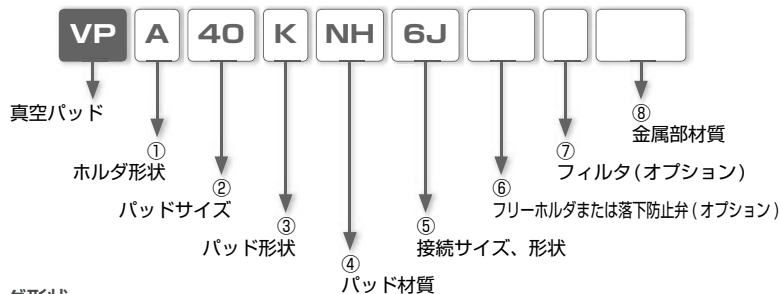 VP A 40 K NH 6J
真空パッド
①
ホルダ形状
②
パッドサイズ
③
パッド形状
④
パッド材質
⑤
接続サイズ、形状
⑥
フリーホルダまたは落下防止弁(オプション)
⑦
フィルタ(オプション)
⑧
金属部材質